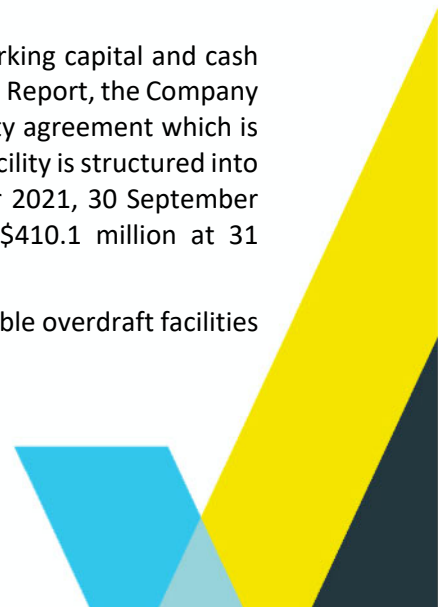 rking capital and cash
Report, the Company
ty agreement which is
cility is structured into
r 2021, 30 September
$410.1 million at 31
ble overdraft facilities